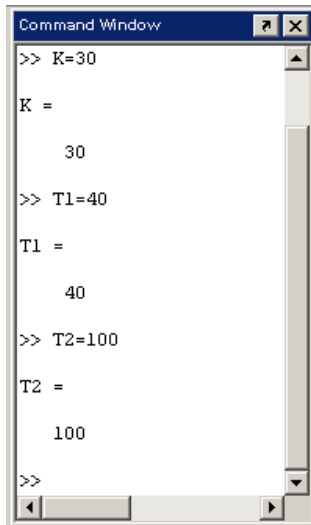 Command Window
>> K=30
K =
30
>> T1=40
T1 =
40
>> T2=100
T2 =
100
>>